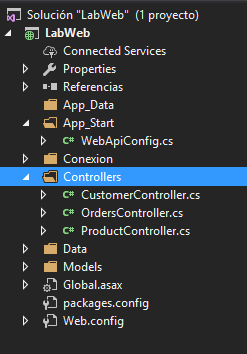 Solución "LabWeb" (1 proyecto)
LabWeb
Connected Services
Properties
Referencias
App_Data
App_Start
C# WebApiConfig.cs
Conexion
Controllers
C# CustomerController.cs
C# OrdersController.cs
C# ProductController.cs
Data
Models
Global.asax
packages.config
Web.config